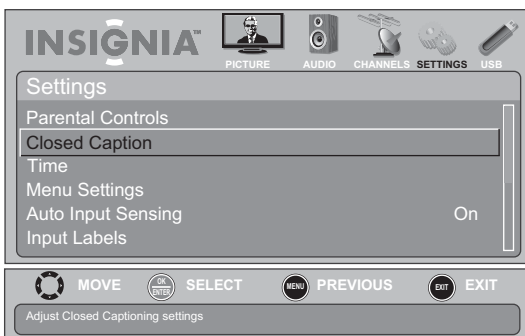 INSIGNIA™
PICTURE AUDIO CHANNELS SETTINGS USB
Settings
Parental Controls
Closed Caption
Time
Menu Settings
Auto Input Sensing On
Input Labels
MOVE OK ENTER SELECT MENU PREVIOUS EXIT EXIT
Adjust Closed Captioning settings